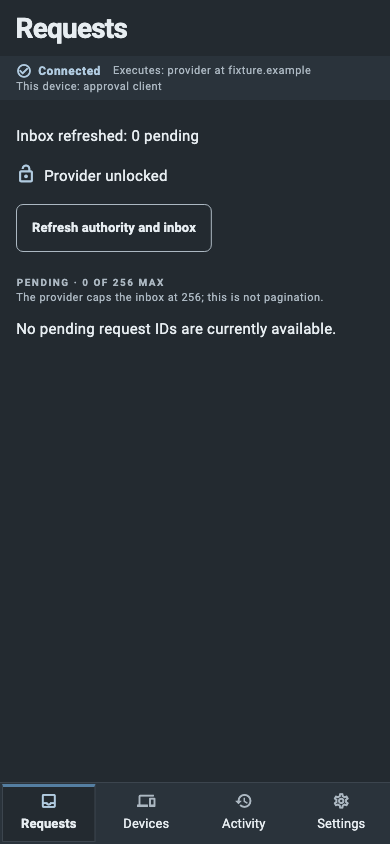 Requests
Connected Executes: provider at fixture.example
This device: approval client
Inbox refreshed: 0 pending
Provider unlocked
Refresh authority and inbox
PENDING · 0 OF 256 MAX
The provider caps the inbox at 256; this is not pagination.
No pending request IDs are currently available.
Requests Devices Activity Settings